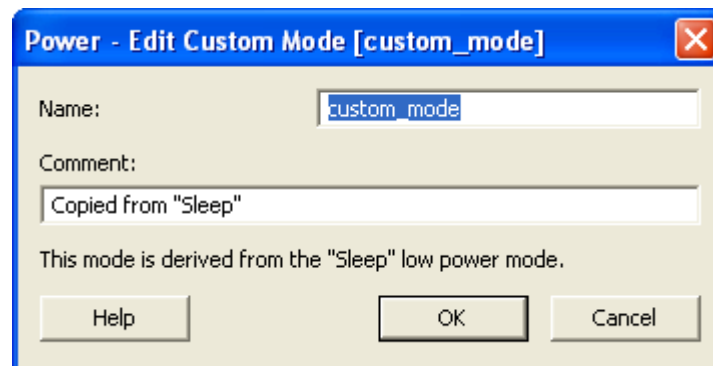 Power - Edit Custom Mode [custom_mode]
Name:
custom_mode
Comment:
Copied from "Sleep"
This mode is derived from the "Sleep" low power mode.
Help
OK
Cancel